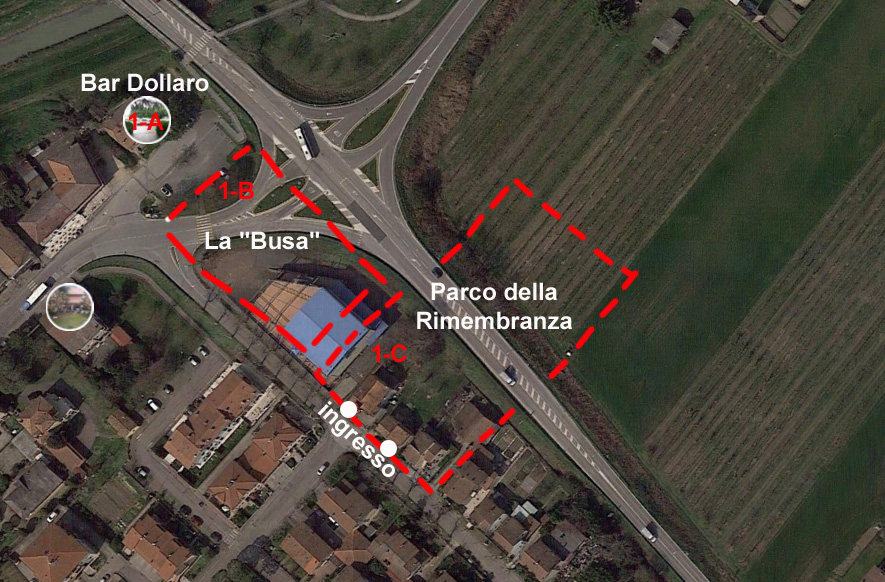 Bar Dollaro
1-A
1-B
La "Busa"
Parco della
Rimembranza
1-C
ingresso